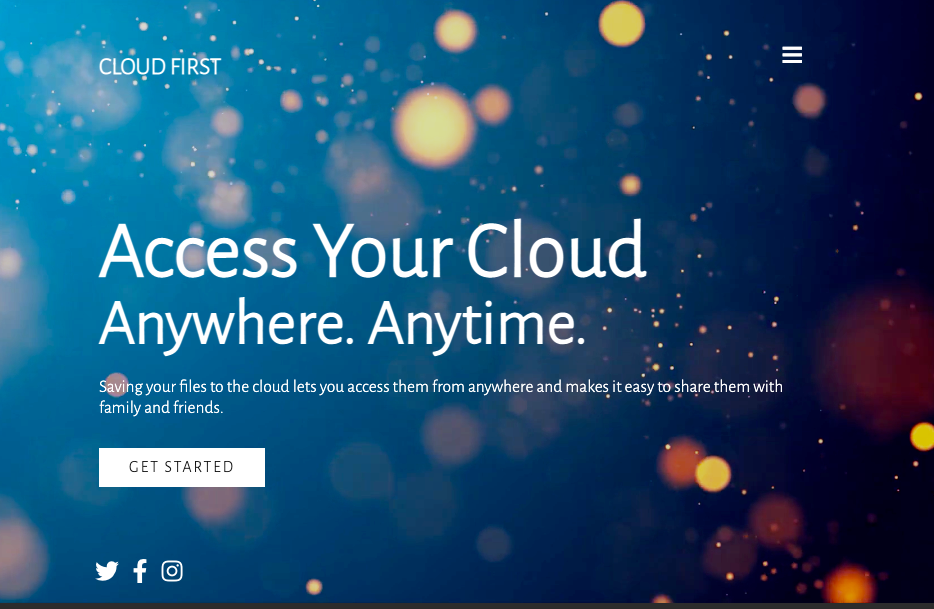 CLOUD FIRST
Access Your Cloud
Anywhere. Anytime.
Saving your files to the cloud lets you access them from anywhere and makes it easy to share,them with
family and friends.
GET STARTED